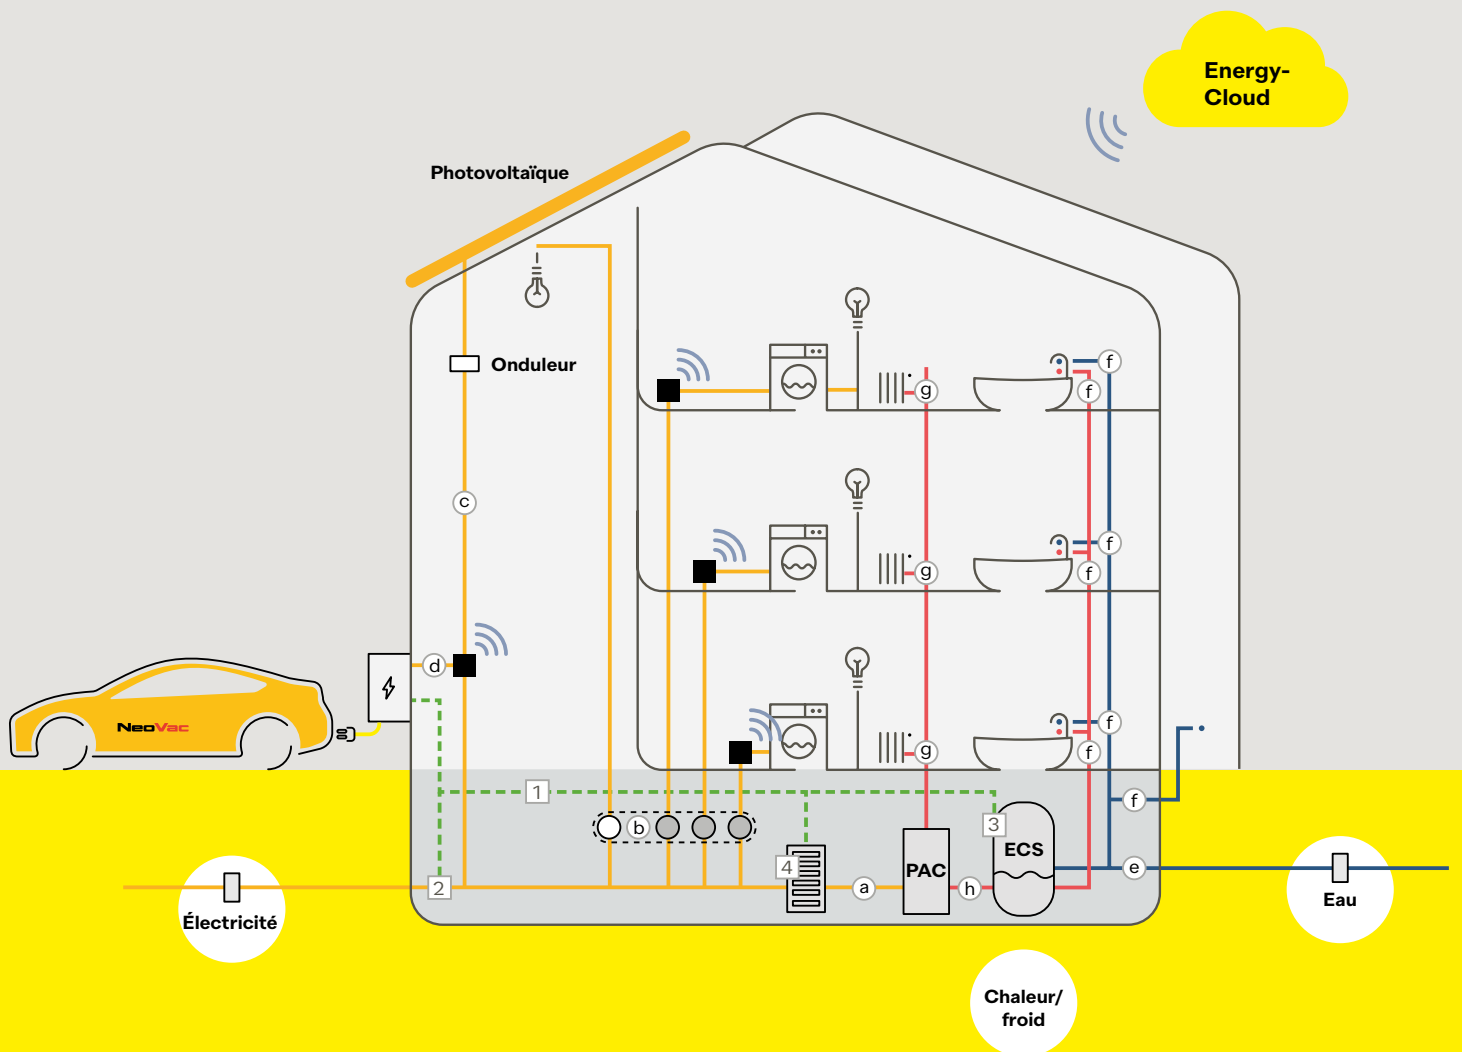 Energy-
Cloud
Photovoltaïque
Onduleur
f
g
f
c
f
g
f
d
NeoVac
f
g
f
1
f
b
3
ECS
4
PAC
2
a
h
e
Électricité
Eau
Chaleur/
froid